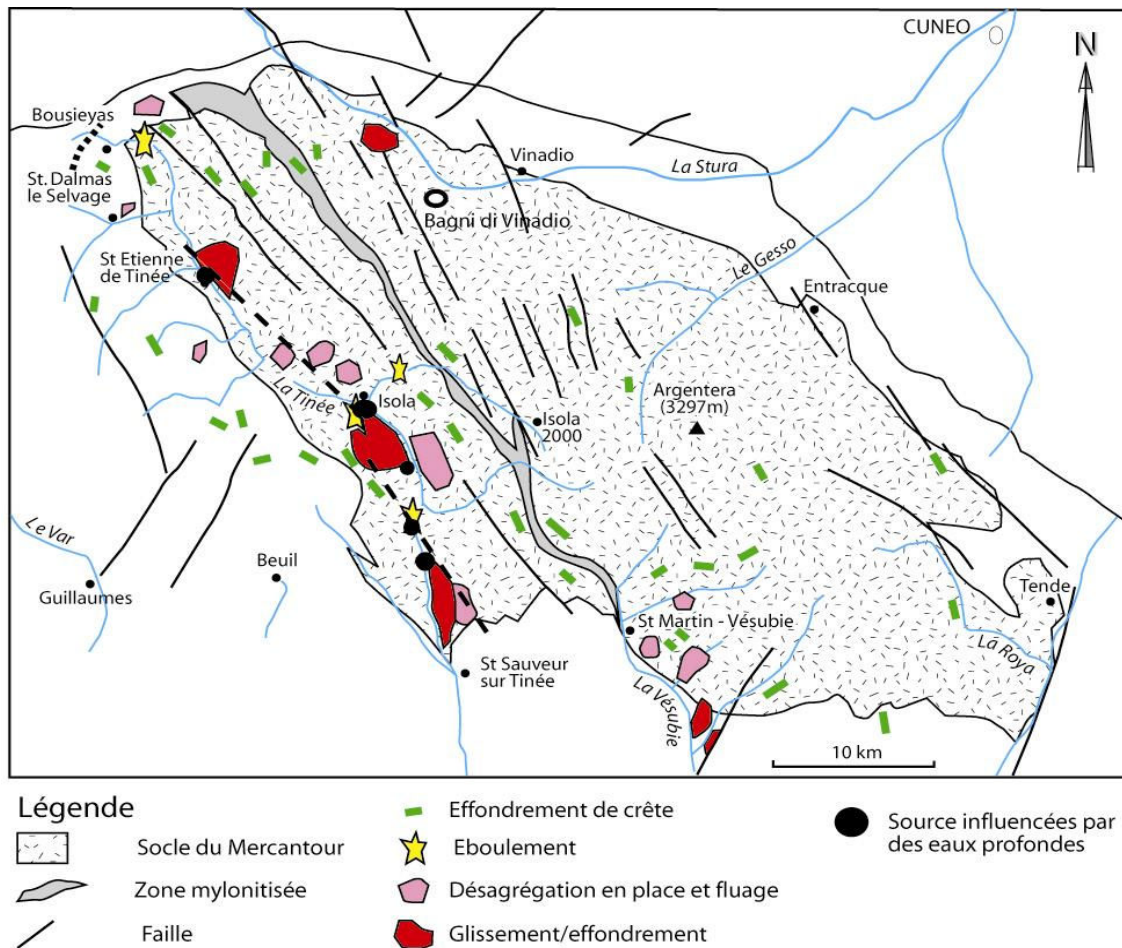 CUNEO
N
Bousieyas
Vinadio
La Stura
St. Dalmas
le Selvage
Bagni di Vinadio
St Etienne
de Tinée
Le Gesso
Entracque
La Tinée
Isola
Isola
2000
Argentera
(3297m)
Le Var
Beuil
Guillaumes
Tende
St Martin - Vésubie
La Roya
St Sauveur
sur Tinée
La Vésubie
10 km
Légende
Socle du Mercantour
Zone mylonitisée
Faille
Effondrement de crête
Eboulement
Désagrégation en place et fluage
Glissement/effondrement
Source influencées par
des eaux profondes